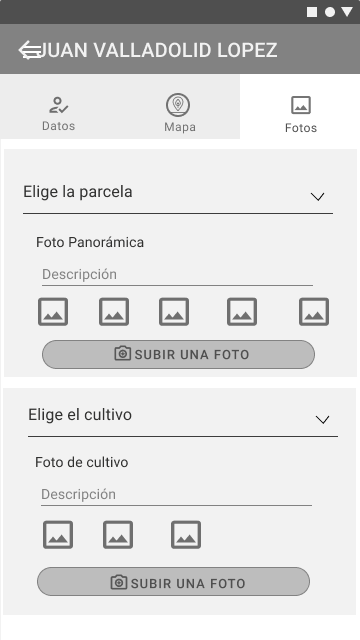 JUAN VALLADOLID LOPEZ
Datos
Mapa
Fotos
Elige la parcela
Foto Panorámica
Descripción
SUBIR UNA FOTO
Elige el cultivo
Foto de cultivo
Descripción
SUBIR UNA FOTO